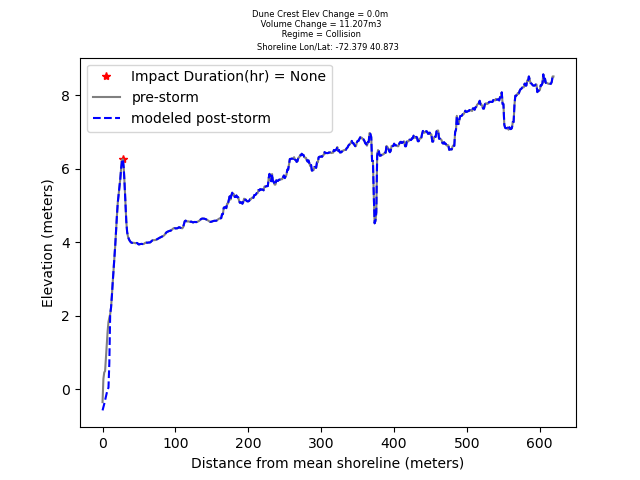 Dune Crest Elev Change = 0.0m
Volume Change = 11.207m3
Regime = Collision
Shoreline Lon/Lat: -72.379 40.873
Impact Duration(hr) = None
pre-storm
modeled post-storm
8
6
4
2
0
Elevation (meters)
0 100 200 300 400 500 600
Distance from mean shoreline (meters)